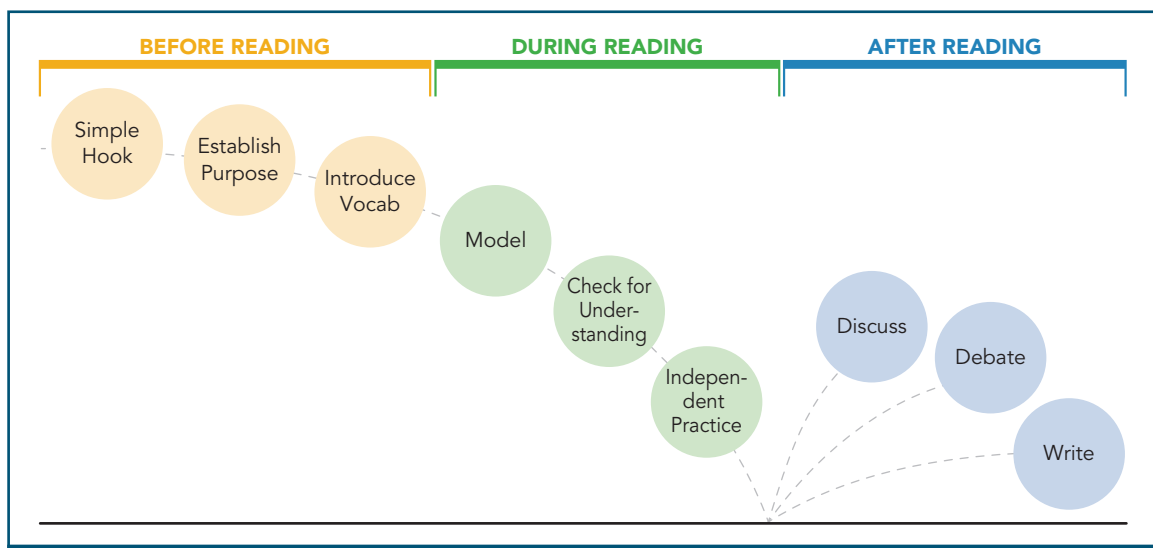 BEFORE READING
DURING READING
AFTER READING
Simple
Hook
Establish
Purpose
Introduce
Vocab
Model
Check for
Under-
standing
Indepen-
dent
Practice
Discuss
Debate
Write